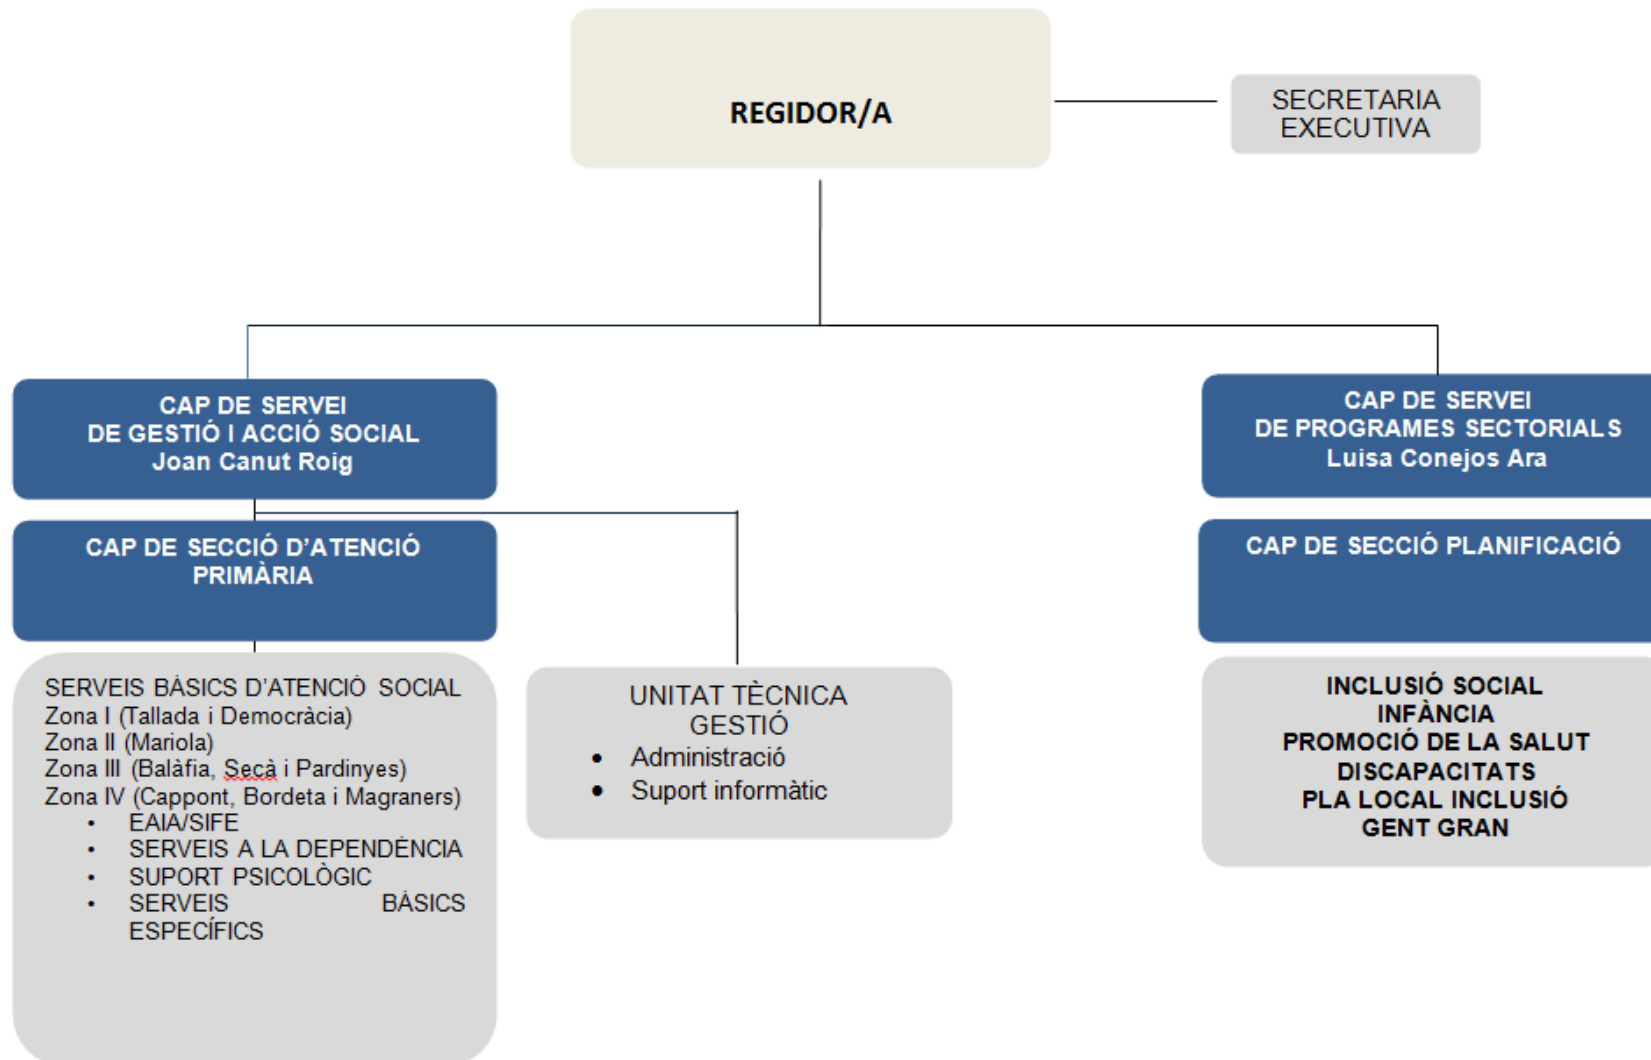 REGIDOR/A
SECRETARIA
EXECUTIVA
CAP DE SERVEI
DE GESTIÓ I ACCIÓ SOCIAL
Joan Canut Roig
CAP DE SERVEI
DE PROGRAMES SECTORIALS
Luisa Conejos Ara
CAP DE SECCIÓ D'ATENCIÓ
PRIMÀRIA
CAP DE SECCIÓ PLANIFICACIÓ
SERVEIS BÀSICS D'ATENCIÓ SOCIAL
Zona I (Tallada i Democràcia)
Zona II (Mariola)
Zona III (Balàfia, Secà i Pardinyes)
Zona IV (Cappont, Bordeta i Magraners)
• EAIA/SIFE
• SERVEIS A LA DEPENDÈNCIA
• SUPORT PSICOLÒGIC
• SERVEIS BÀSICS
ESPECÍFICS
UNITAT TÈCNICA
GESTIÓ
• Administració
• Suport informàtic
INCLUSIÓ SOCIAL
INFÀNCIA
PROMOCIÓ DE LA SALUT
DISCAPACITATS
PLA LOCAL INCLUSIÓ
GENT GRAN